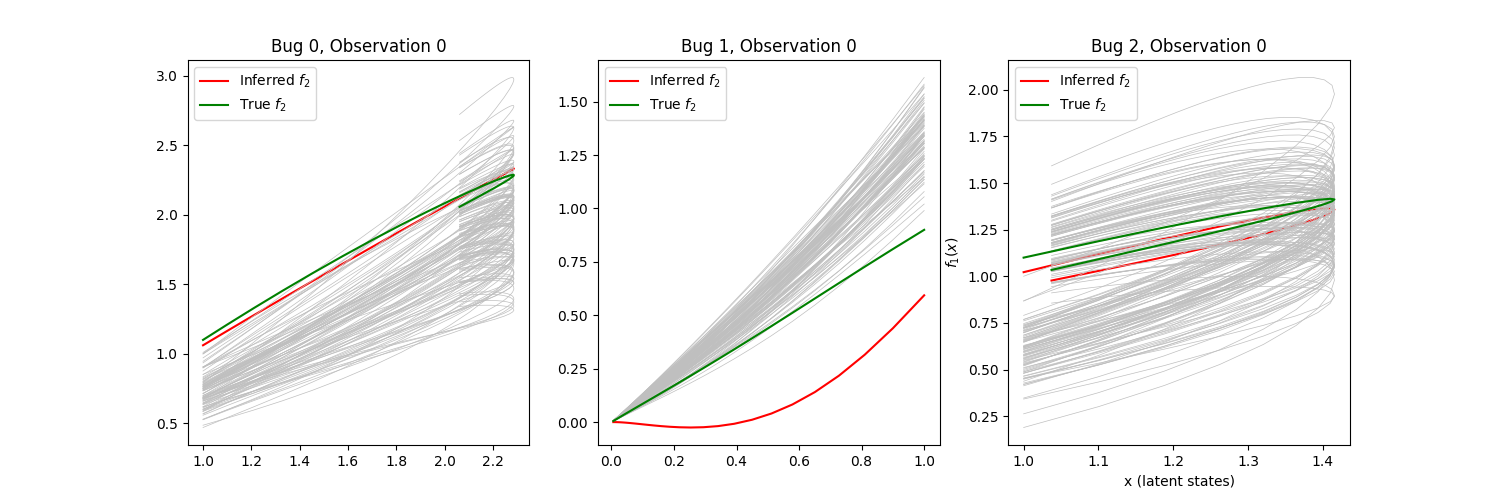 Bug 0, Observation 0
Inferred f₂
True f₂
3.0
2.5
2.0
1.5
1.0
0.5
1.0 1.2 1.4 1.6 1.8 2.0 2.2
Bug 1, Observation 0
Inferred f₂
True f₂
1.50
1.25
1.00
0.75
0.50
0.25
0.00
0.0 0.2 0.4 0.6 0.8 1.0
Bug 2, Observation 0
Inferred f₂
True f₂
f₁(x)
2.00
1.75
1.50
1.25
1.00
0.75
0.50
0.25
1.0 1.1 1.2 1.3 1.4
x (latent states)